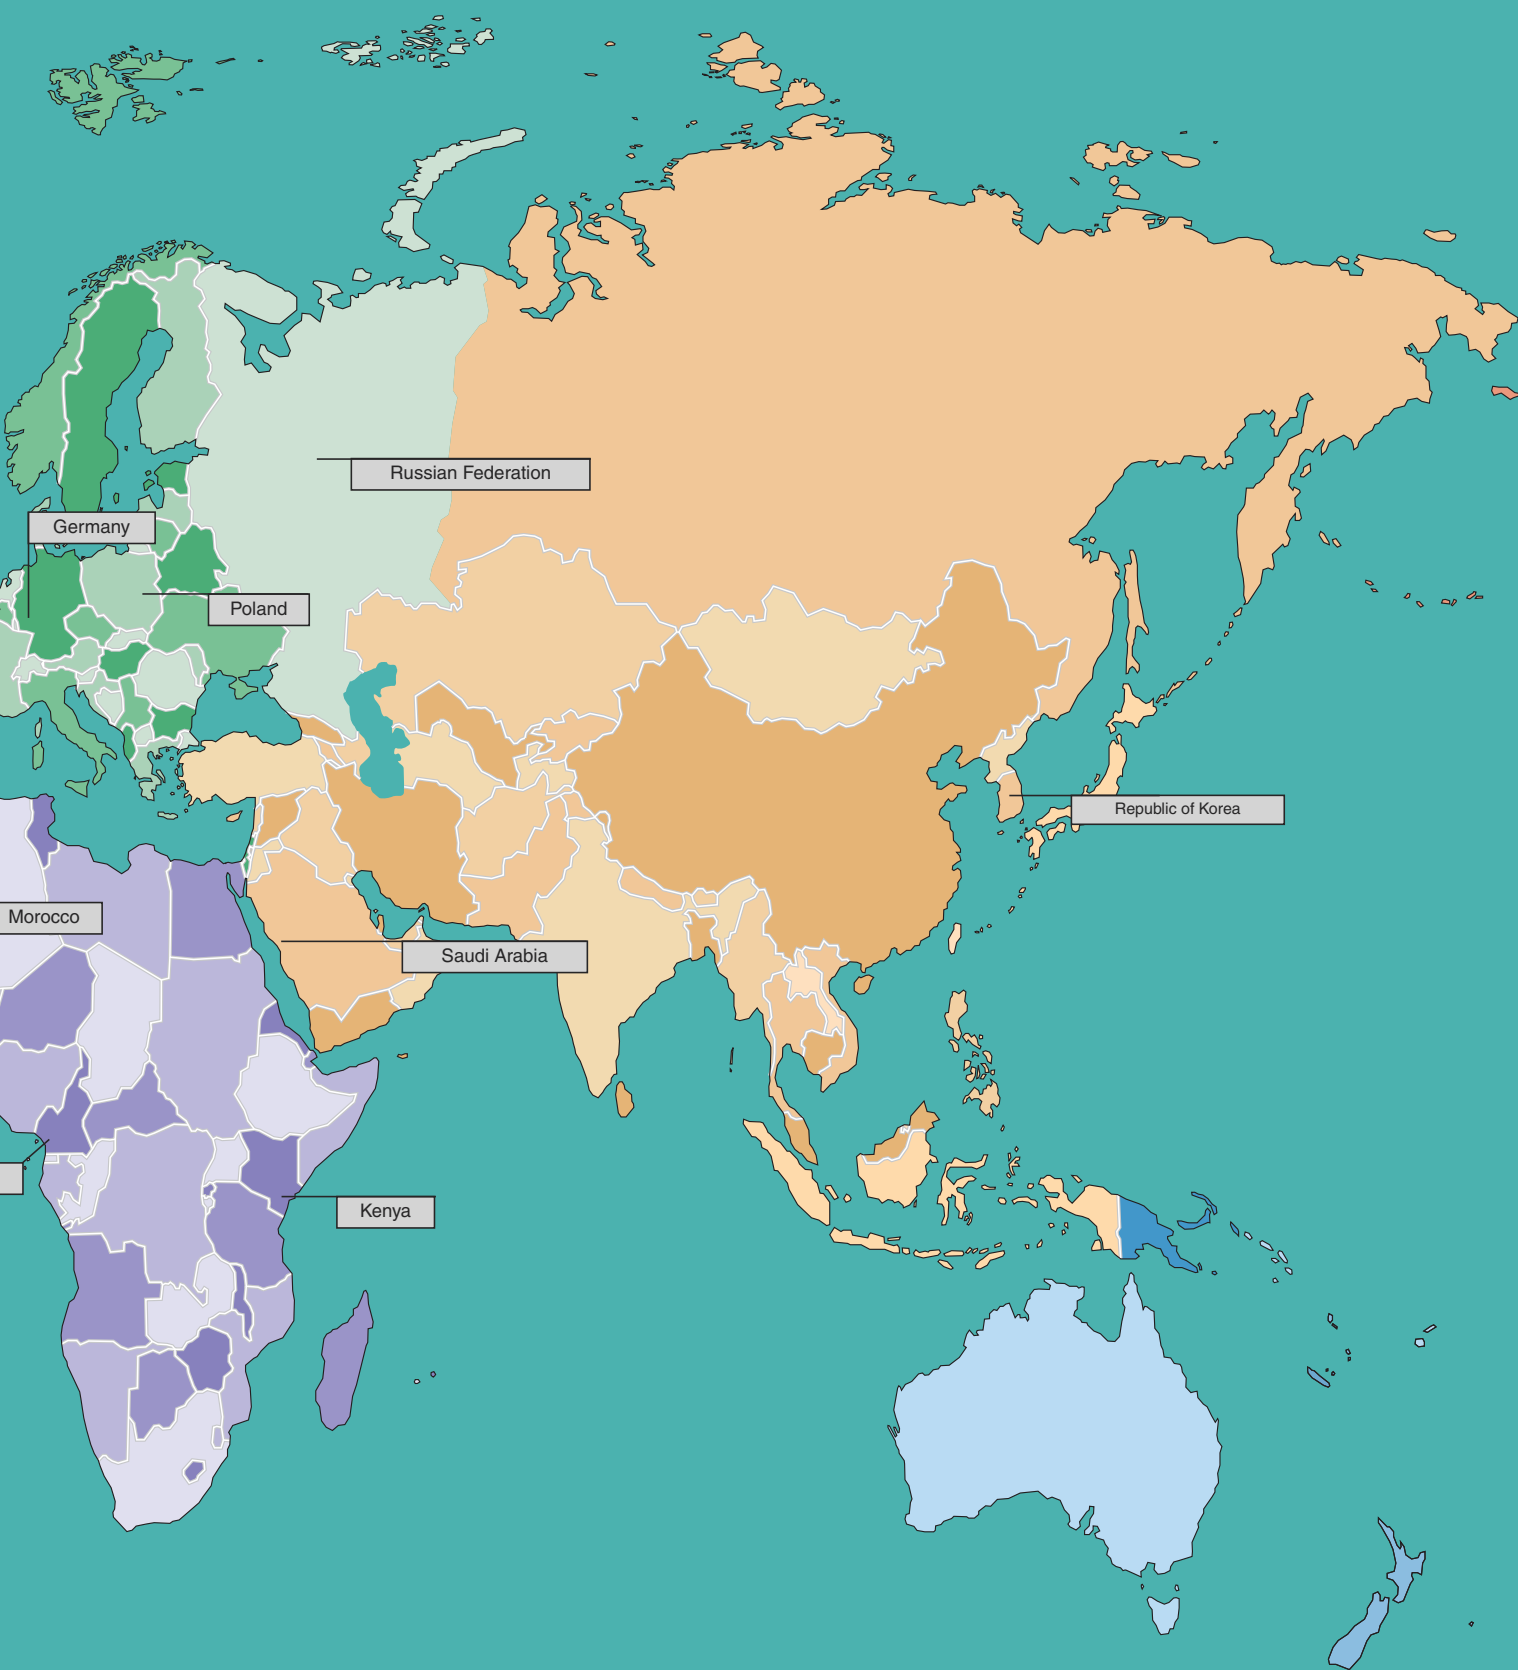 Russian Federation
Germany
Poland
Republic of Korea
Morocco
Saudi Arabia
Kenya